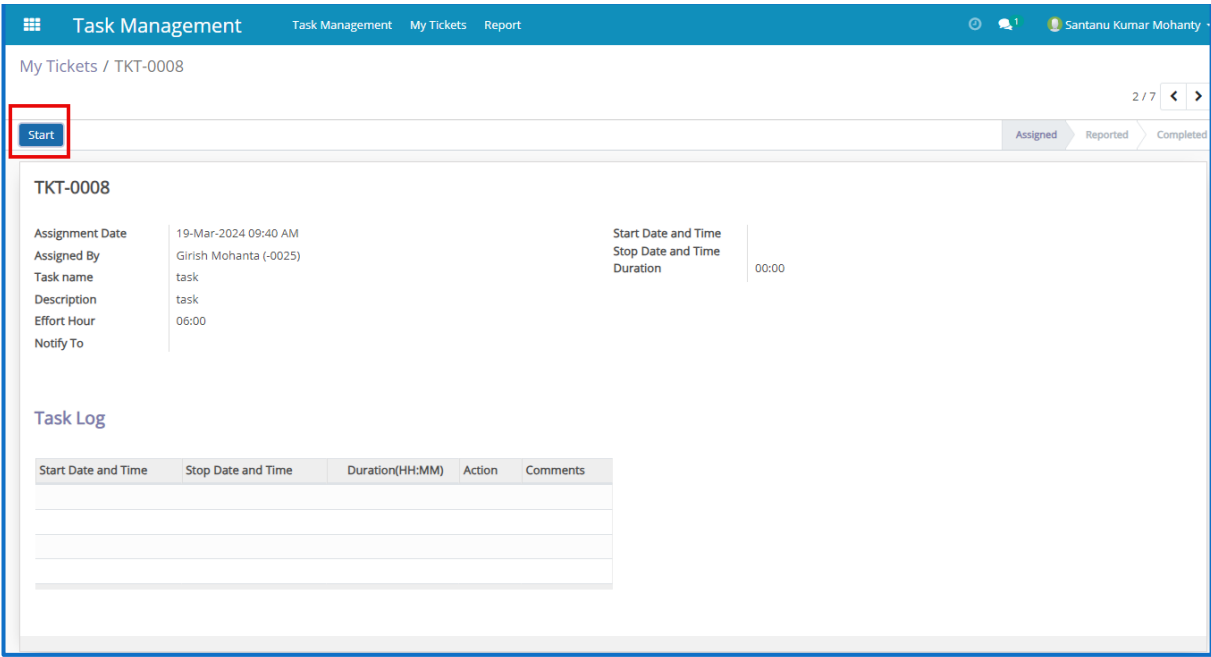 Task Management Task Management My Tickets Report 1 Santanu Kumar Mohanty
My Tickets / TKT-0008
2 / 7
Start Assigned Reported Completed
TKT-0008
Assignment Date 19-Mar-2024 09:40 AM
Assigned By Girish Mohanta (-0025)
Task name task
Description task
Effort Hour 06:00
Notify To
Start Date and Time
Stop Date and Time
Duration 00:00
Task Log
Start Date and Time Stop Date and Time Duration(HH:MM) Action Comments